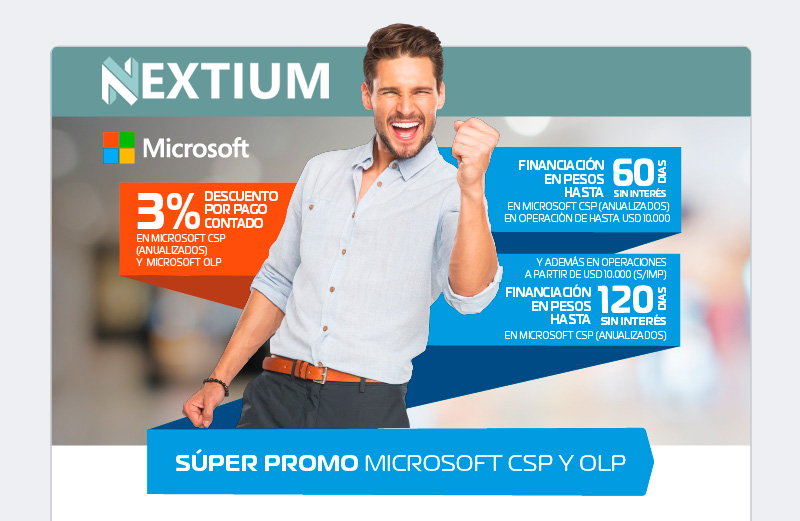 NEXTIUM
Microsoft
3% DESCUENTO
POR PAGO
CONTADO
EN MICROSOFT CSP
(ANUALIZADOS)
Y MICROSOFT OLP
FINANCIACIÓN
EN PESOS
HASTA
60 DIAS
SIN INTERÉS
EN MICROSOFT CSP (ANUALIZADOS)
EN OPERACIÓN DE HASTA USD 10.000
Y ADEMÁS EN OPERACIONES
A PARTIR DE USD 10.000 (S/IMP)
FINANCIACIÓN
EN PESOS
HASTA
120 DIAS
SIN INTERÉS
EN MICROSOFT CSP (ANUALIZADOS)
SÚPER PROMO MICROSOFT CSP Y OLP